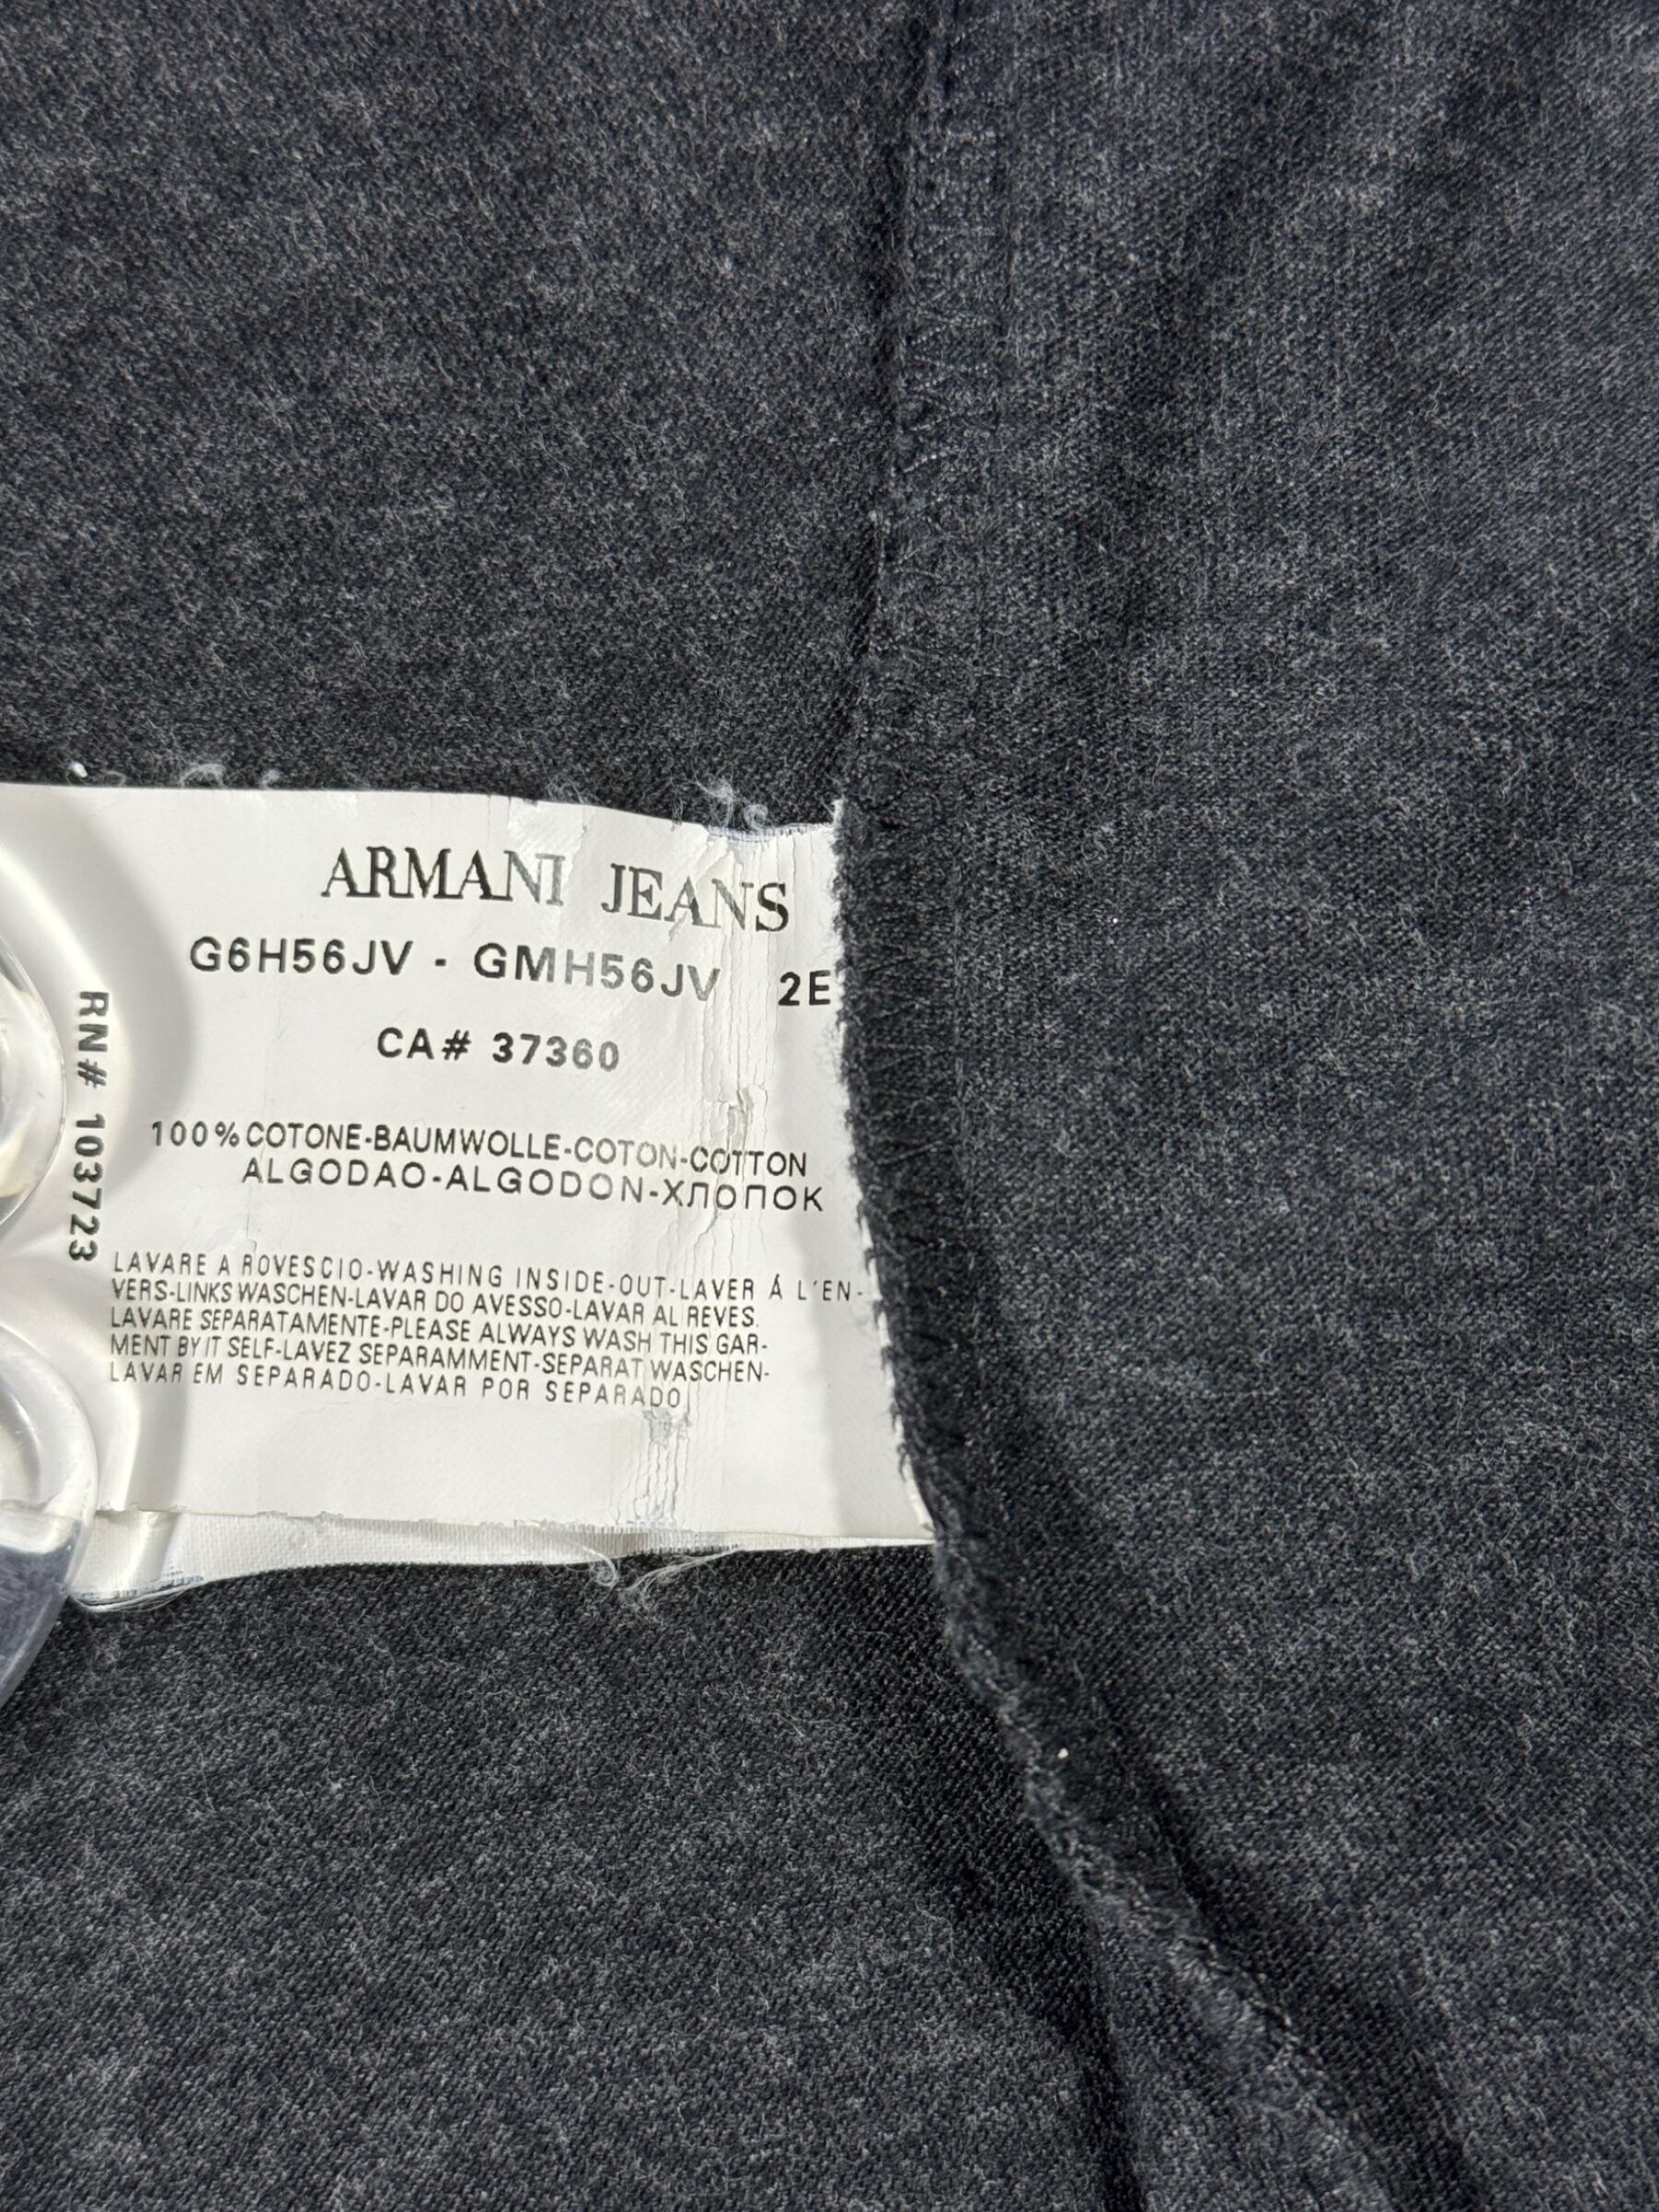 ARMANI JEANS
G6H56JV - GMH56JV 2E
CA# 37360
RN# 103723
100%COTONE-BAUMWOLLE-COTON-COTTON
ALGODAO-ALGODON-ХЛОПОК
LAVARE A ROVESCIO-WASHING INSIDE-OUT-LAVER Á L'EN-
VERS-LINKS WASCHEN-LAVAR DO AVESSO-LAVAR AL REVES.
LAVARE SEPARATAMENTE-PLEASE ALWAYS WASH THIS GAR-
MENT BY IT SELF-LAVEZ SEPARAMMENT-SEPARAT WASCHEN-
LAVAR EM SEPARADO-LAVAR POR SEPARADO